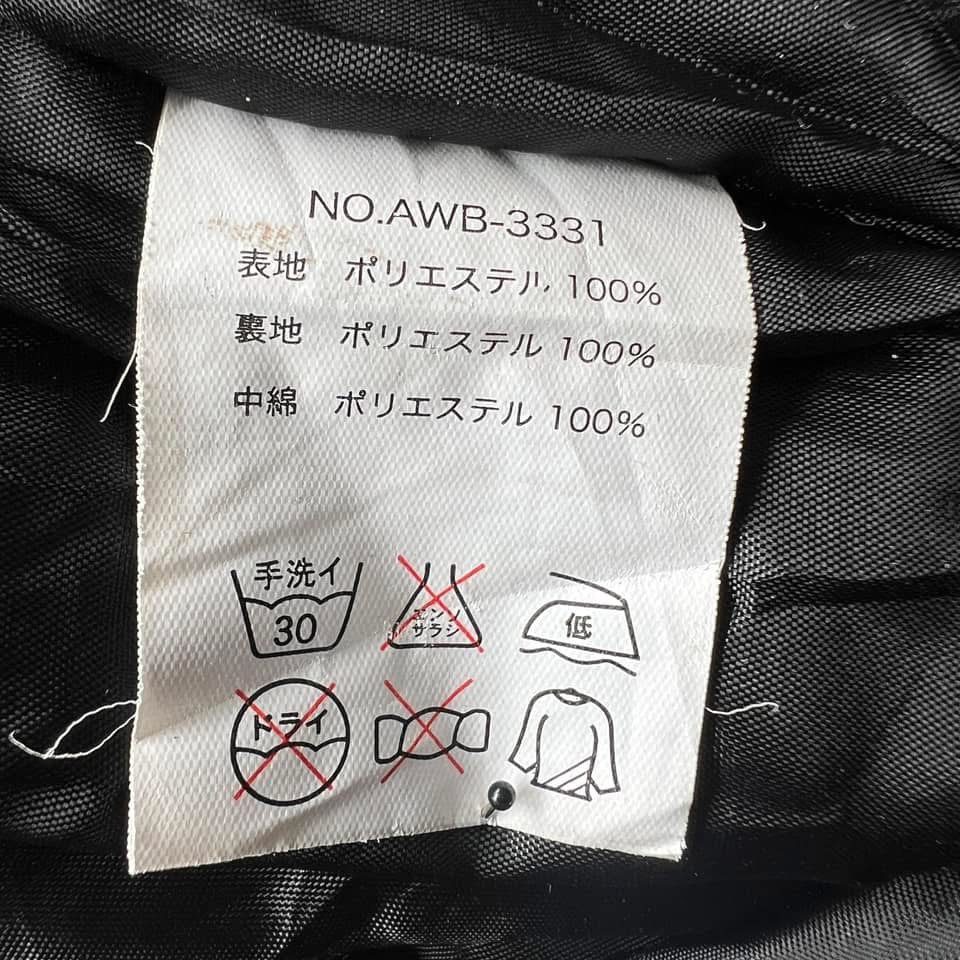 NO.AWB-3331
表地 ポリエステル 100%
裏地 ポリエステル 100%
中綿 ポリエステル 100%
手洗イ
30
エンソ
サラシ
低
ドライ